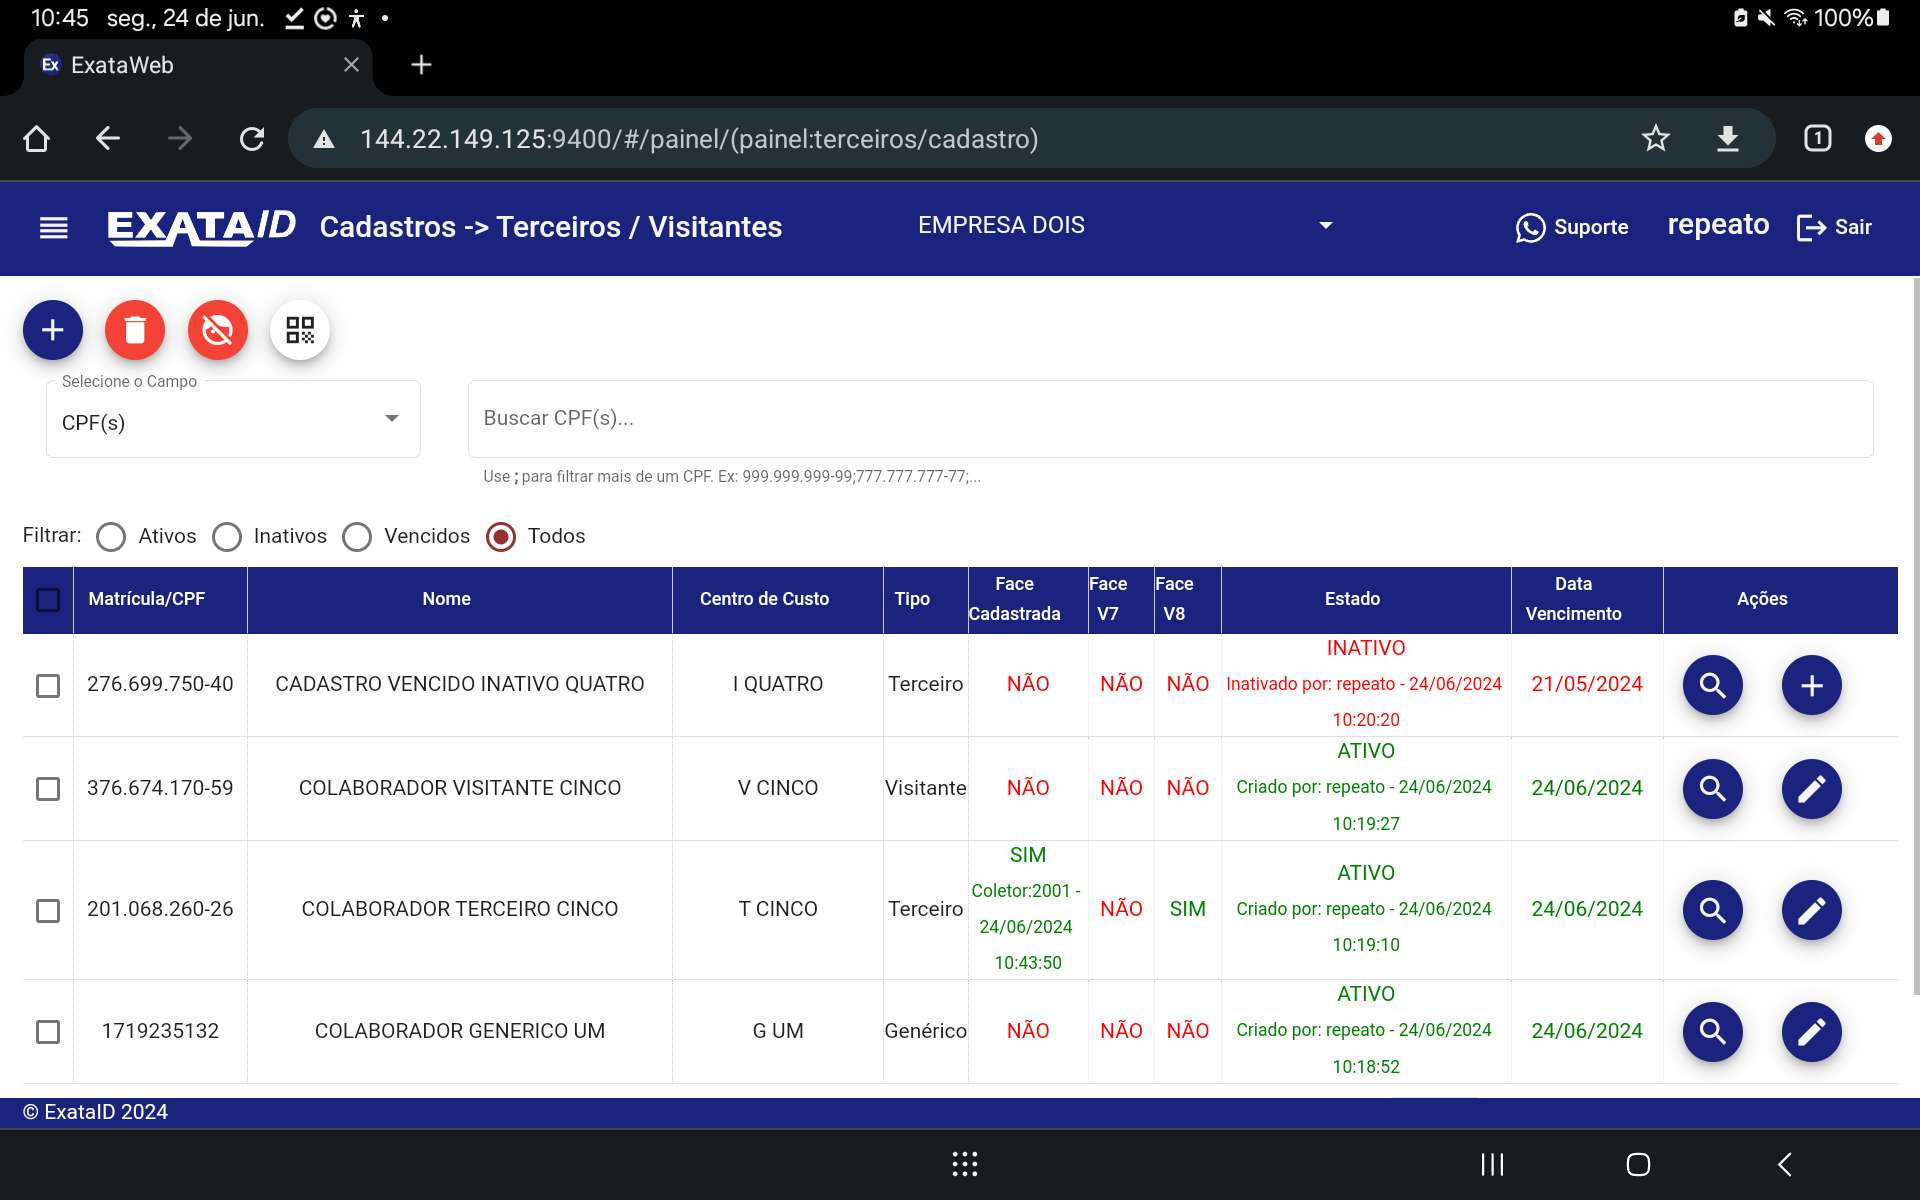 10:45 seg., 24 de jun.
100%
Ex ExataWeb
144.22.149.125:9400/#/painel/(painel:terceiros/cadastro)
1
EXATAID Cadastros -> Terceiros / Visitantes EMPRESA DOIS Suporte repeato Sair
Selecione o Campo
CPF(s)
Buscar CPF(s)...
Use ; para filtrar mais de um CPF. Ex: 999.999.999-99;777.777.777-77;...
Filtrar: Ativos Inativos Vencidos Todos
Matrícula/CPF Nome Centro de Custo Tipo Face Cadastrada Face V7 Face V8 Estado Data Vencimento Ações
276.699.750-40 CADASTRO VENCIDO INATIVO QUATRO I QUATRO Terceiro NÃO NÃO NÃO INATIVO Inativado por: repeato - 24/06/2024 10:20:20 21/05/2024
376.674.170-59 COLABORADOR VISITANTE CINCO V CINCO Visitante NÃO NÃO NÃO ATIVO Criado por: repeato - 24/06/2024 10:19:27 24/06/2024
201.068.260-26 COLABORADOR TERCEIRO CINCO T CINCO Terceiro SIM Coletor:2001 - 24/06/2024 10:43:50 NÃO SIM ATIVO Criado por: repeato - 24/06/2024 10:19:10 24/06/2024
1719235132 COLABORADOR GENERICO UM G UM Genérico NÃO NÃO NÃO ATIVO Criado por: repeato - 24/06/2024 10:18:52 24/06/2024
© ExataID 2024